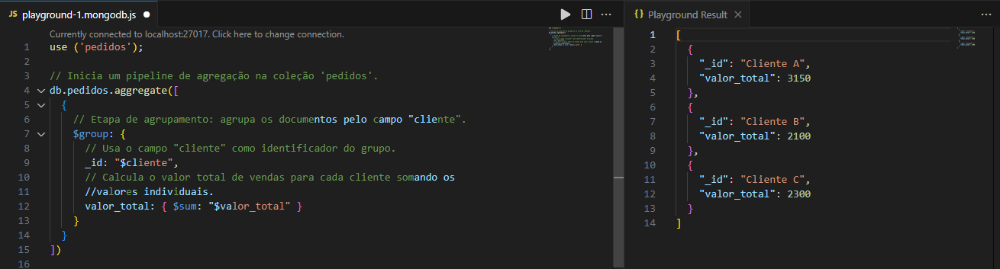 JS playground-1.mongodb.js
Currently connected to localhost:27017. Click here to change connection.
1 use ('pedidos');
2
3 // Inicia um pipeline de agregação na coleção 'pedidos'.
4 db.pedidos.aggregate([
5 {
6 // Etapa de agrupamento: agrupa os documentos pelo campo "cliente".
7 $group: {
8 // Usa o campo "cliente" como identificador do grupo.
9 _id: "$cliente",
10 // Calcula o valor total de vendas para cada cliente somando os
11 //valores individuais.
12 valor_total: { $sum: "$valor_total" }
13 }
14 }
15 ])
16
{} Playground Result
1 [
2 {
3 "_id": "Cliente A",
4 "valor_total": 3150
5 },
6 {
7 "_id": "Cliente B",
8 "valor_total": 2100
9 },
10 {
11 "_id": "Cliente C",
12 "valor_total": 2300
13 }
14 ]